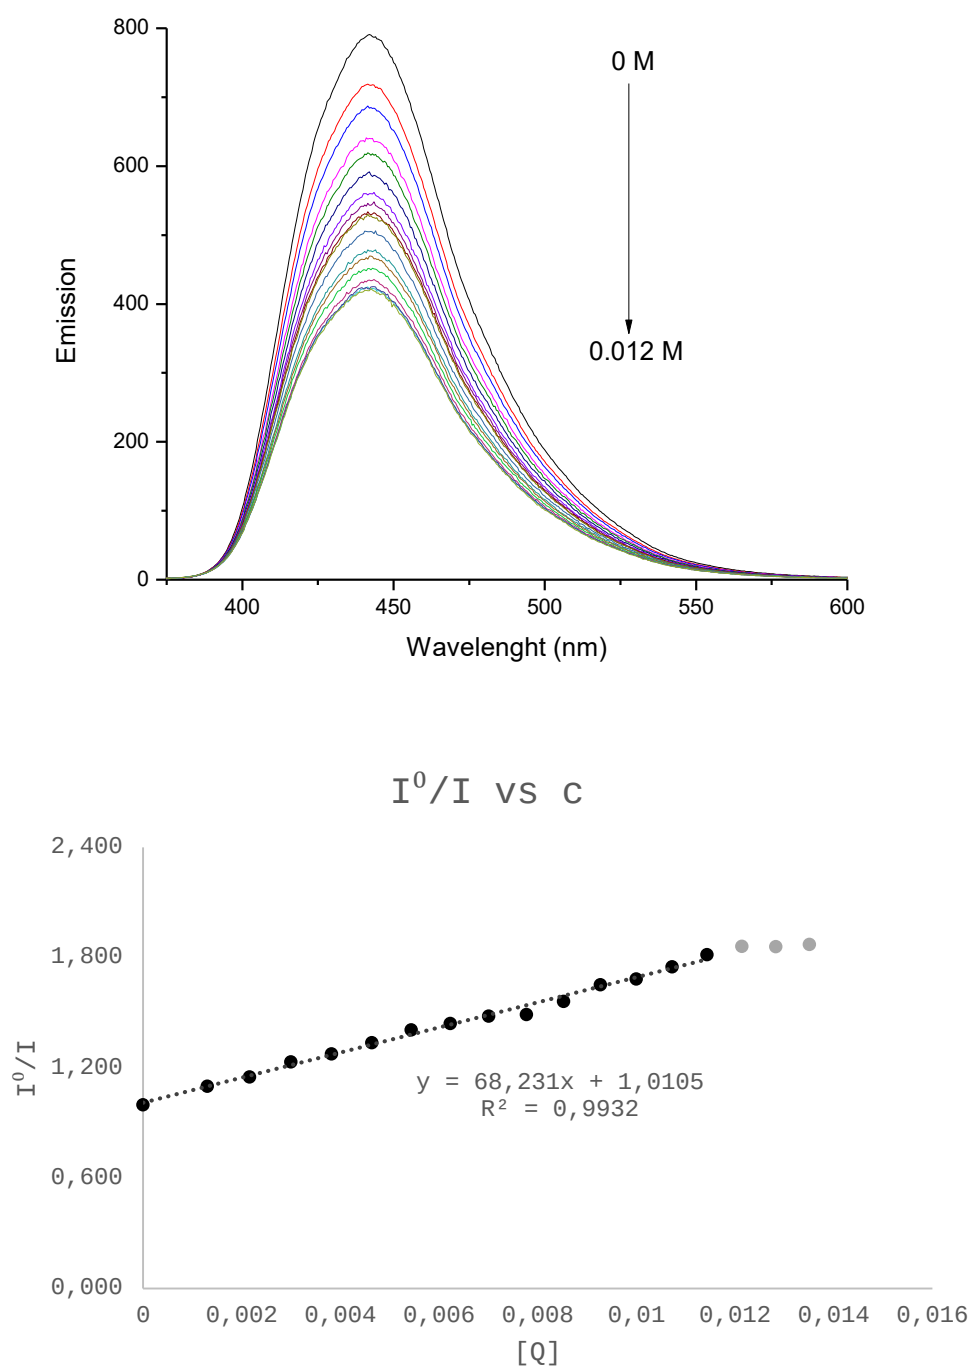 800
600
400
200
0
Emission
0 M
0.012 M
400
450
500
550
600
Wavelenght (nm)
I⁰/I vs c
2,400
1,800
1,200
0,600
0,000
I⁰/I
y = 68,231x + 1,0105
R² = 0,9932
0
0,002
0,004
0,006
0,008
0,01
0,012
0,014
0,016
[Q]